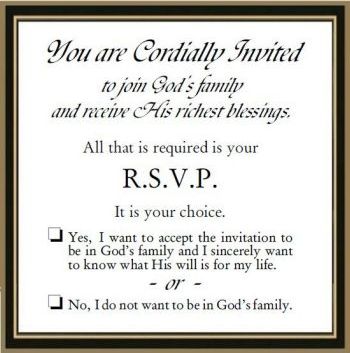 You are Cordially Invited
to join God's family
and receive His richest blessings.
All that is required is your
R.S.V.P.
It is your choice.
Yes, I want to accept the invitation to
be in God's family and I sincerely want
to know what His will is for my life.
- or -
No, I do not want to be in God's family.